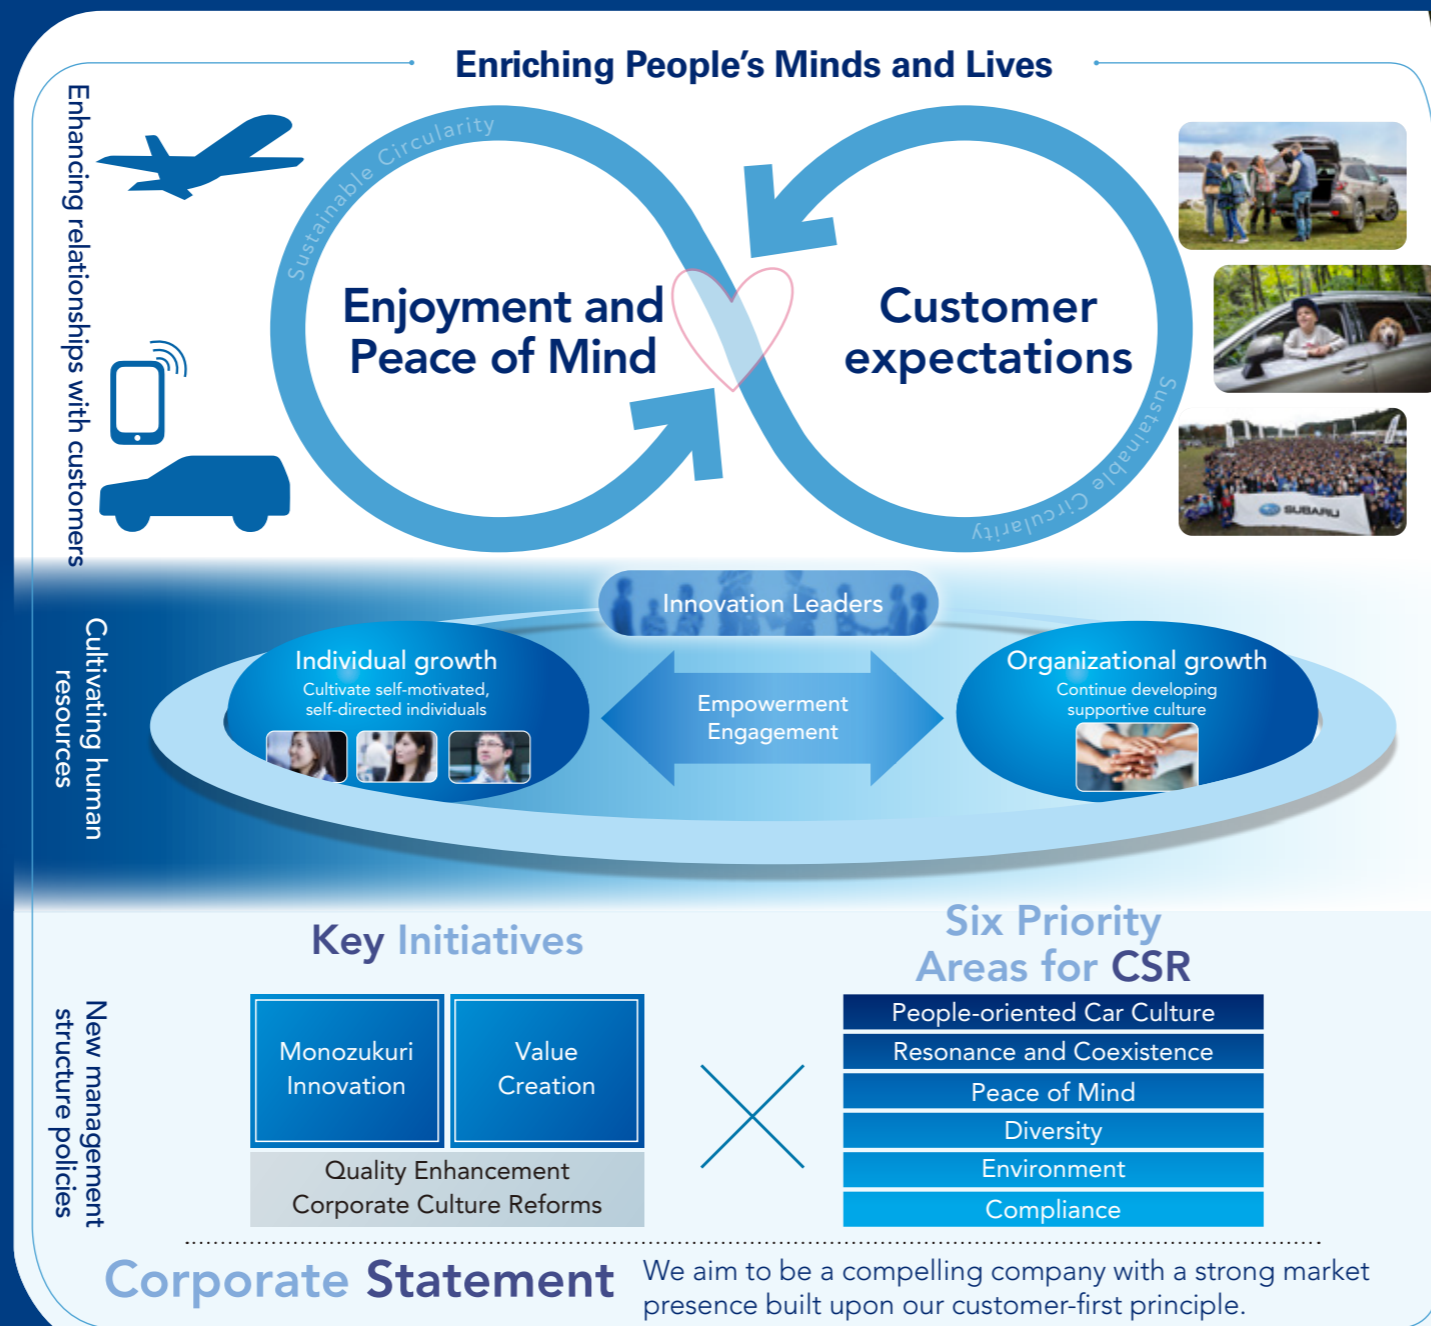 Enriching People's Minds and Lives
Enhancing relationships with customers
Sustainable Circularity
Enjoyment and
Peace of Mind
Customer
expectations
Sustainable Circularity
SUBARU
Cultivating human
resources
Innovation Leaders
Individual growth
Cultivate self-motivated,
self-directed individuals
Empowerment
Engagement
Organizational growth
Continue developing
supportive culture
New management
structure policies
Key Initiatives
Monozukuri
Innovation
Value
Creation
Quality Enhancement
Corporate Culture Reforms
Six Priority
Areas for CSR
People-oriented Car Culture
Resonance and Coexistence
Peace of Mind
Diversity
Environment
Compliance
Corporate Statement
We aim to be a compelling company with a strong market
presence built upon our customer-first principle.